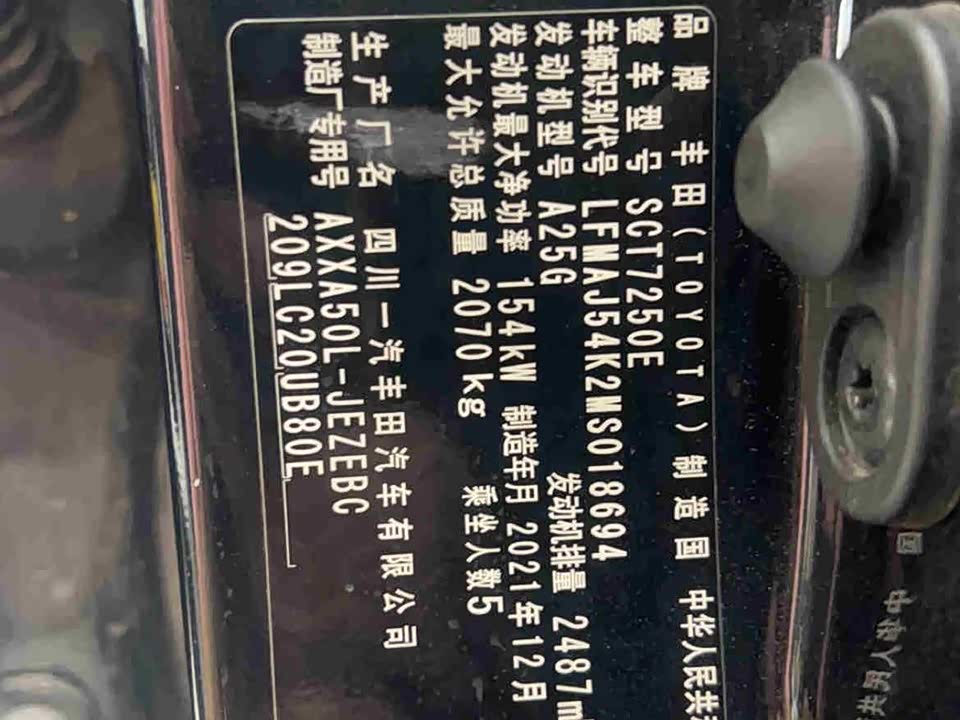 品牌 丰田(TOYOTA) 制造国 中华人民共
整车型号 SCT7250E
车辆识别代号 LFMAJ54K2MS018694
发动机型号 A25G 发动机排量 2487m
发动机最大净功率 154kW 制造年月 2021年12月
最大允许总质量 2070kg 乘坐人数5
生产厂名 四川一汽丰田汽车有限公司
制造厂专用号 AXXA50L-JEZEBC
209LC20UB80E